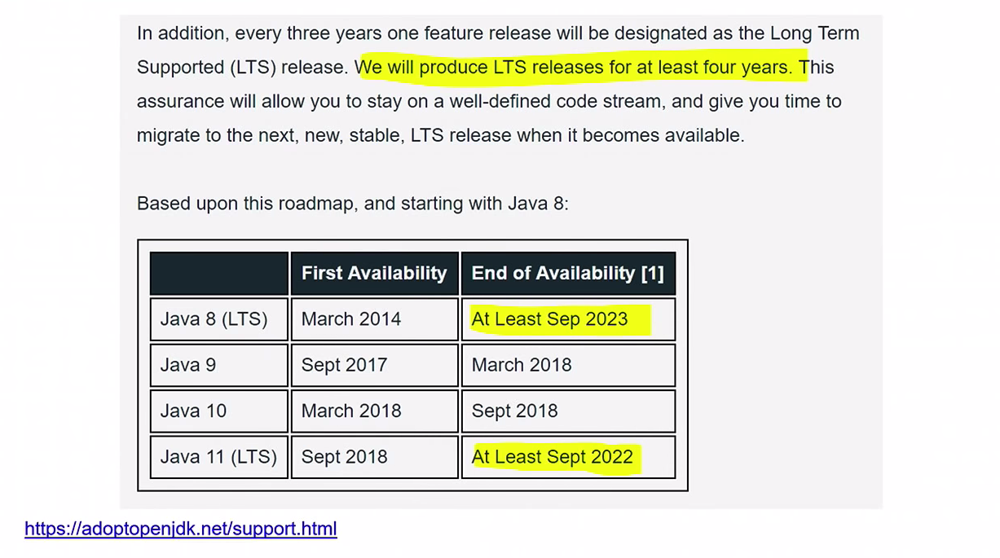 In addition, every three years one feature release will be designated as the Long Term
Supported (LTS) release. We will produce LTS releases for at least four years. This
assurance will allow you to stay on a well-defined code stream, and give you time to
migrate to the next, new, stable, LTS release when it becomes available.
Based upon this roadmap, and starting with Java 8:
First Availability End of Availability [1]
Java 8 (LTS) March 2014 At Least Sep 2023
Java 9 Sept 2017 March 2018
Java 10 March 2018 Sept 2018
Java 11 (LTS) Sept 2018 At Least Sept 2022
https://adoptopenjdk.net/support.html